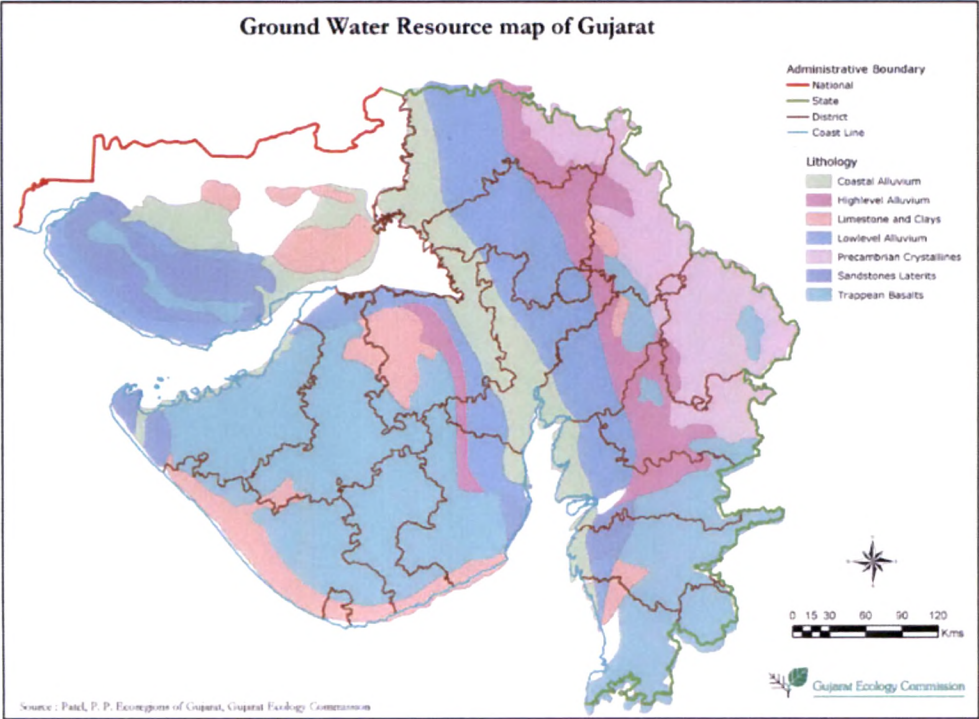 Ground Water Resource map of Gujarat
Administrative Boundary
National
State
District
Coast Line
Lithology
Coastal Alluvium
Highlevel Alluvium
Limestone and Clays
Lowlevel Alluvium
Precambrian Crystallines
Sandstones Laterits
Trappean Basalts
0 15 30 60 90 120
Kms
Gujarat Ecology Commission
Source : Patel, P. P. Ecoregions of Gujarat, Gujarat Ecology Commission